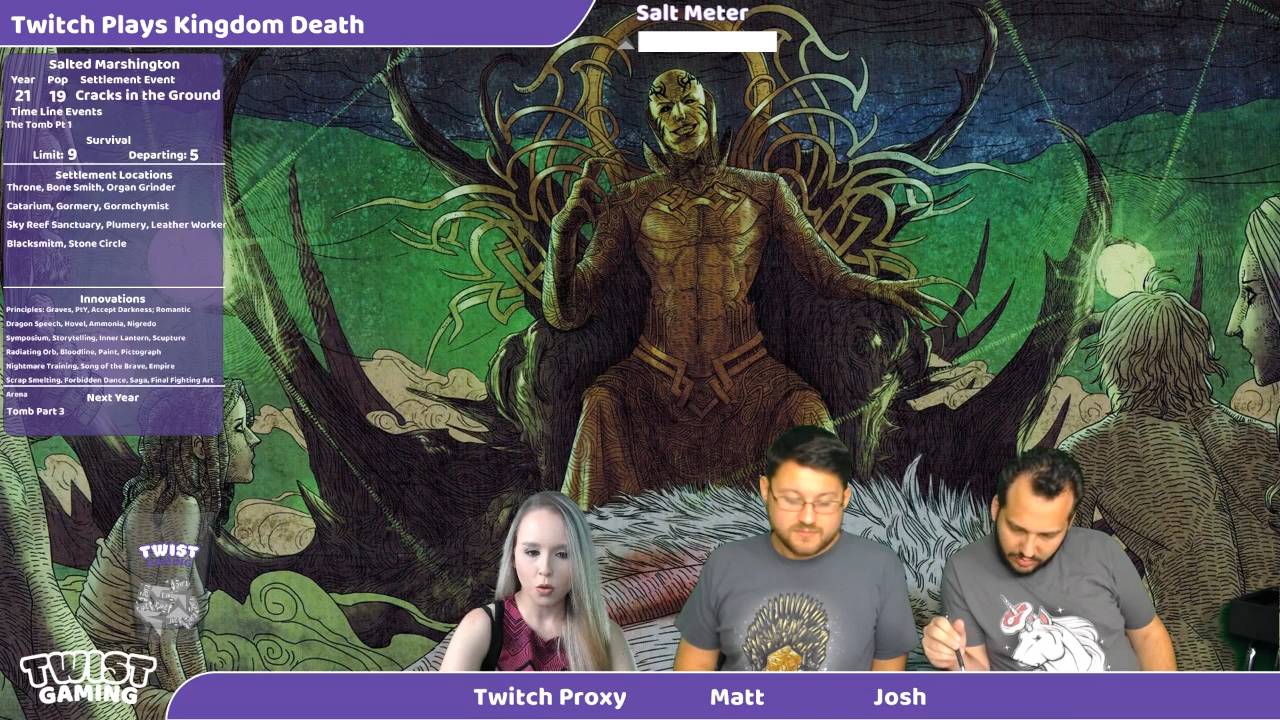 Twitch Plays Kingdom Death
Salt Meter
Salted Marshington
Year Pop Settlement Event
21 19 Cracks in the Ground
Time Line Events
The Tomb Pt 1
Survival
Limit: 9 Departing: 5
Settlement Locations
Throne, Bone Smith, Organ Grinder
Catarium, Gormery, Gormchymist
Sky Reef Sanctuary, Plumery, Leather Worker
Blacksmitm, Stone Circle
Innovations
Principles: Graves, PtY, Accept Darkness; Romantic
Dragon Speech, Hovel, Ammonia, Nigredo
Symposium, Storytelling, Inner Lantern, Scupture
Radiating Orb, Bloodline, Paint, Pictograph
Nightmare Training, Song of the Brave, Empire
Scrap Smelting, Forbidden Dance, Saga, Final Fighting Art
Arena
Next Year
Tomb Part 3
TWIST
GAMING
TWIST
GAMING
Twitch Proxy Matt Josh